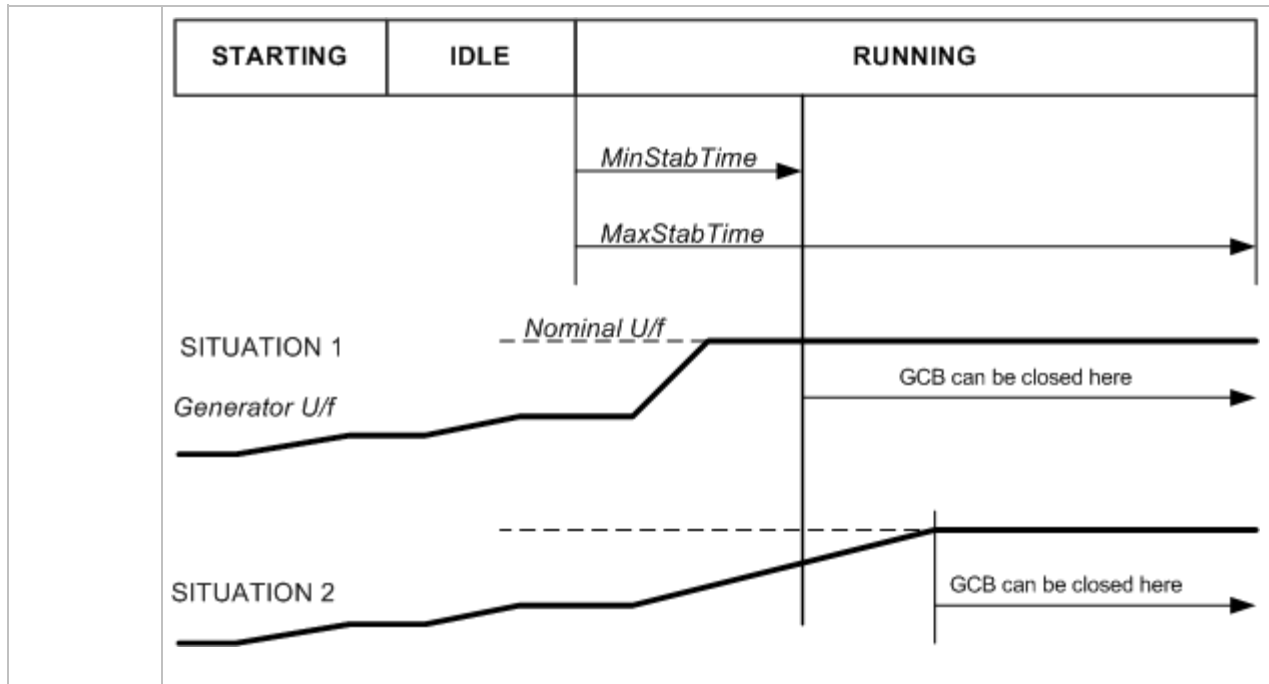 STARTING IDLE RUNNING
MinStabTime
MaxStabTime
Nominal U/f
SITUATION 1
GCB can be closed here
Generator U/f
GCB can be closed here
SITUATION 2